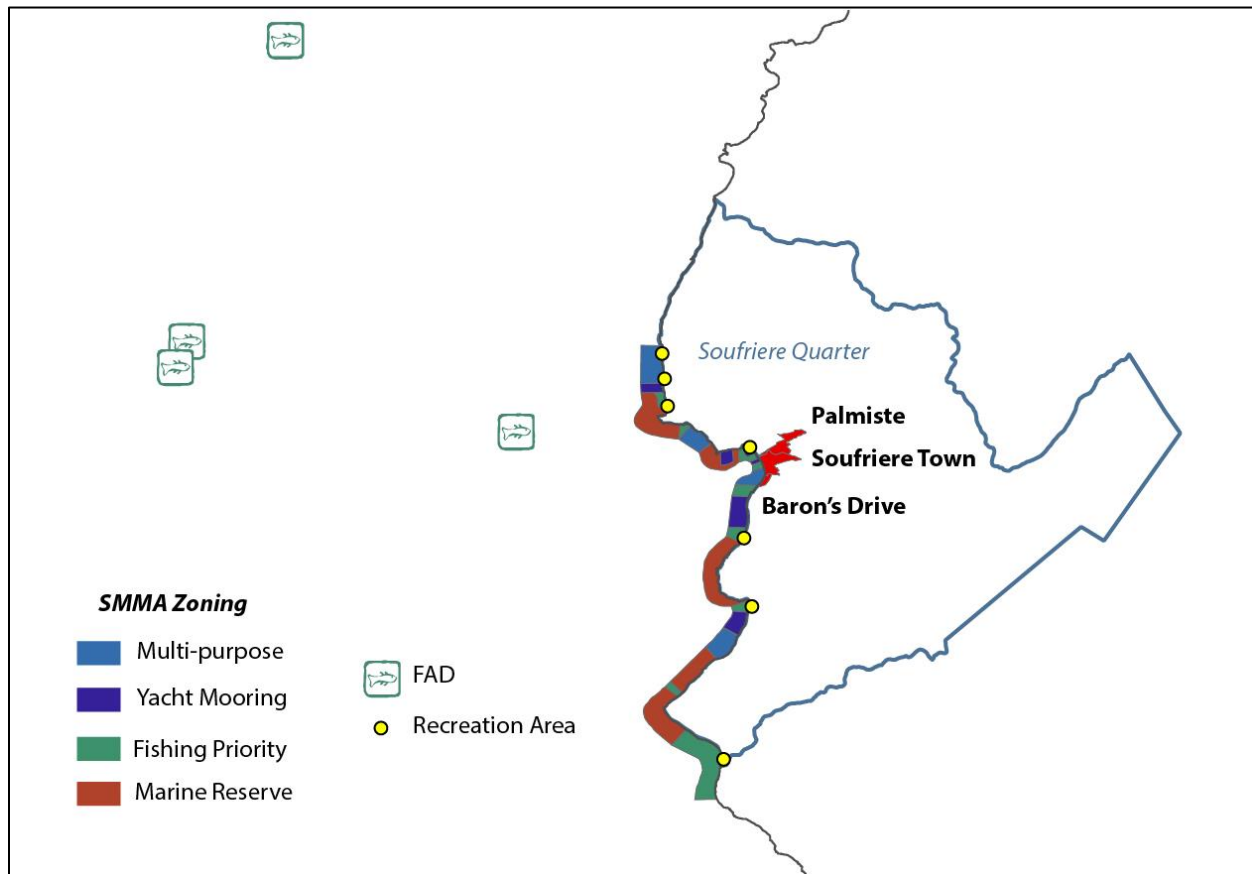 Soufriere Quarter
Palmiste
Soufriere Town
Baron's Drive
SMMA Zoning
Multi-purpose
Yacht Mooring
Fishing Priority
Marine Reserve
FAD
Recreation Area